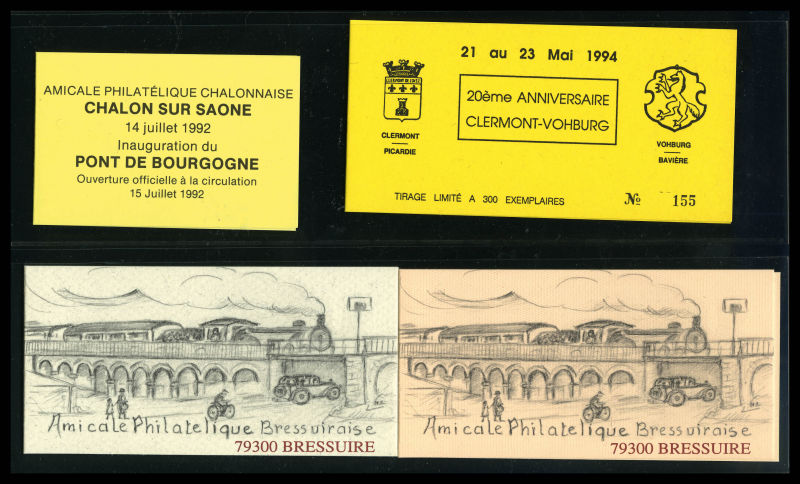 AMICALE PHILATÉLIQUE CHALONNAISE
CHALON SUR SAONE
14 juillet 1992
Inauguration du
PONT DE BOURGOGNE
Ouverture officielle à la circulation
15 Juillet 1992
21 au 23 Mai 1994
20ème ANNIVERSAIRE
CLERMONT-VOHBURG
CLERMONT
PICARDIE
VOHBURG
BAVIÈRE
TIRAGE LIMITÉ A 300 EXEMPLAIRES
№ 155
Amicale Philatelique Bressuiraise
79300 BRESSUIRE
Amicale Philatelique Bressuiraise
79300 BRESSUIRE